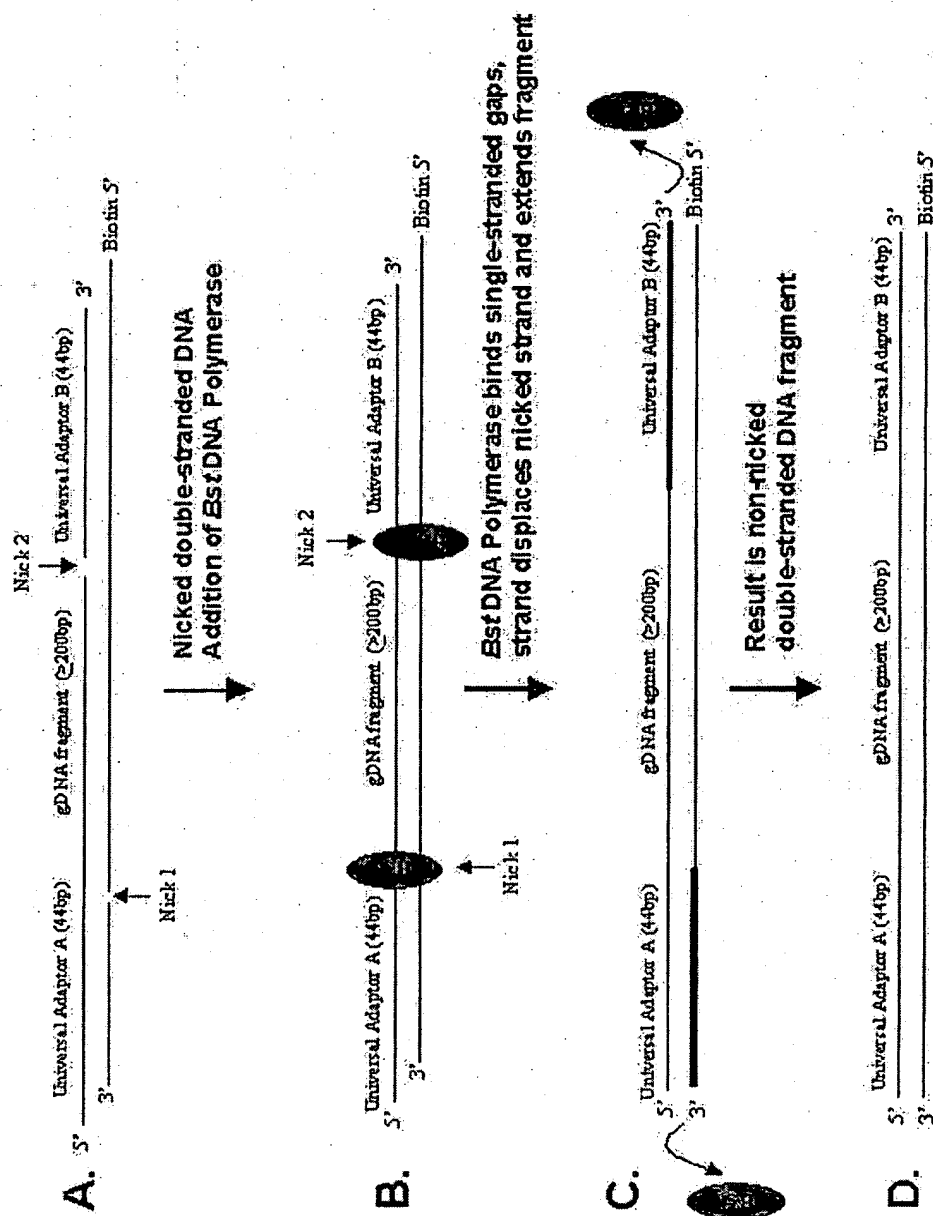 Nick 2
A.
5' Universal Adaptor A (44bp) gDNA fragment (≥200bp) Universal Adaptor B (44bp) 3'
3' Biotin 5'
Nick 1
Nicked double-stranded DNA
Addition of Bst DNA Polymerase
Nick 2
B.
5' Universal Adaptor A (44bp) gDNA fragment (≥200bp) Universal Adaptor B (44bp) 3'
3' Biotin 5'
Nick 1
Bst DNA Polymerase binds single-stranded gaps,
strand displaces nicked strand and extends fragment
C.
Universal Adaptor A (44bp) gDNA fragment (≥200bp) Universal Adaptor B (44bp)
5' 3'
3' Biotin 5'
Result is non-nicked
double-stranded DNA fragment
D.
Universal Adaptor A (44bp) gDNA fragment (≥200bp) Universal Adaptor B (44bp)
5' 3'
3' Biotin 5'